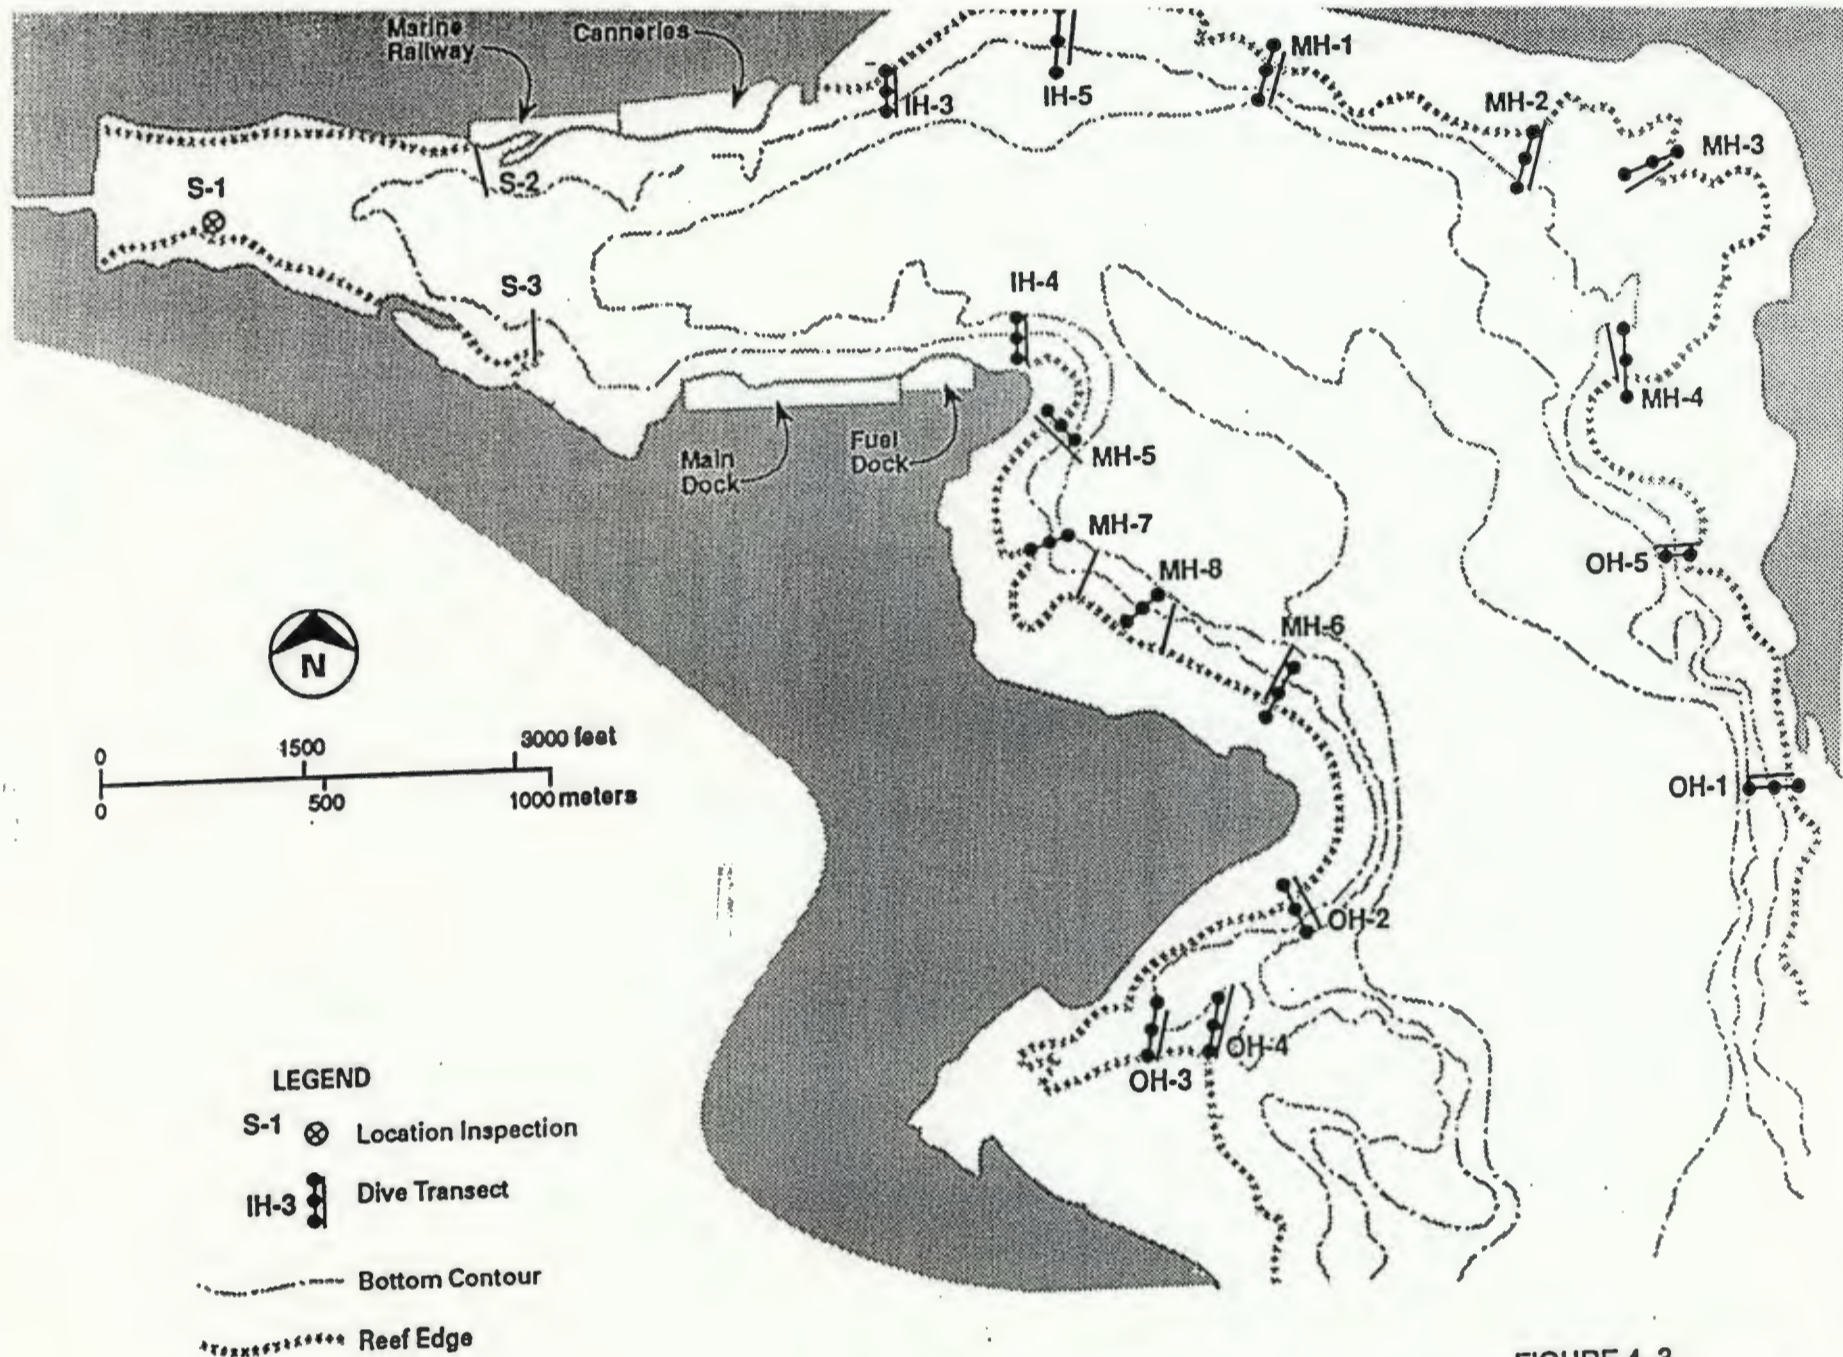 Marine
Railway
Canneries
IH-3
IH-5
MH-1
MH-2
MH-3
S-1
S-2
S-3
IH-4
MH-4
Main
Dock
Fuel
Dock
MH-5
MH-7
MH-8
OH-5
MH-6
N
0
1500
3000 feet
0
500
1000 meters
OH-1
OH-2
OH-3
OH-4
LEGEND
S-1 Location Inspection
IH-3 Dive Transect
Bottom Contour
Reef Edge